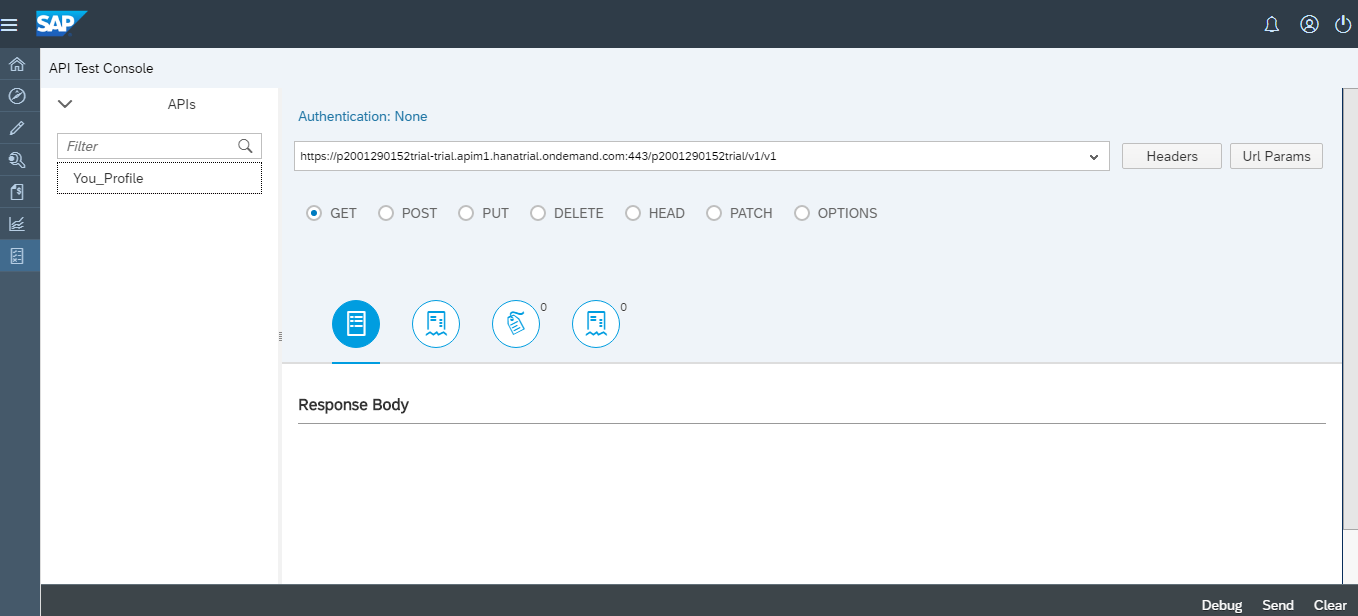 SAP
API Test Console
APIs
Filter
You_Profile
Authentication: None
https://p2001290152trial-trial.apim1.hanatrial.ondemand.com:443/p2001290152trial/v1/v1
Headers
Url Params
GET POST PUT DELETE HEAD PATCH OPTIONS
0 0
Response Body
Debug Send Clear